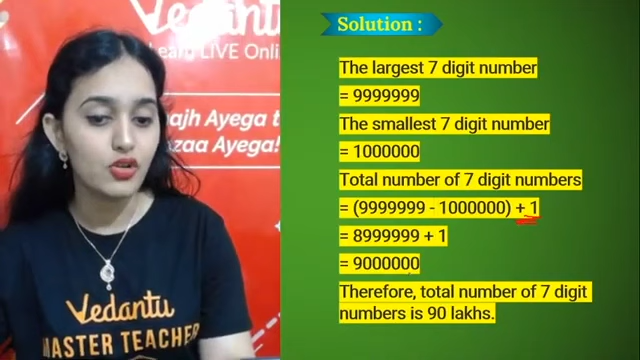 Vedantu
Learn LIVE Onli
ajh Ayega t
zaa Ayega!
Vedantu
MASTER TEACHER
Solution :
The largest 7 digit number
= 9999999
The smallest 7 digit number
= 1000000
Total number of 7 digit numbers
= (9999999 - 1000000) + 1
= 8999999 + 1
= 9000000
Therefore, total number of 7 digit
numbers is 90 lakhs.